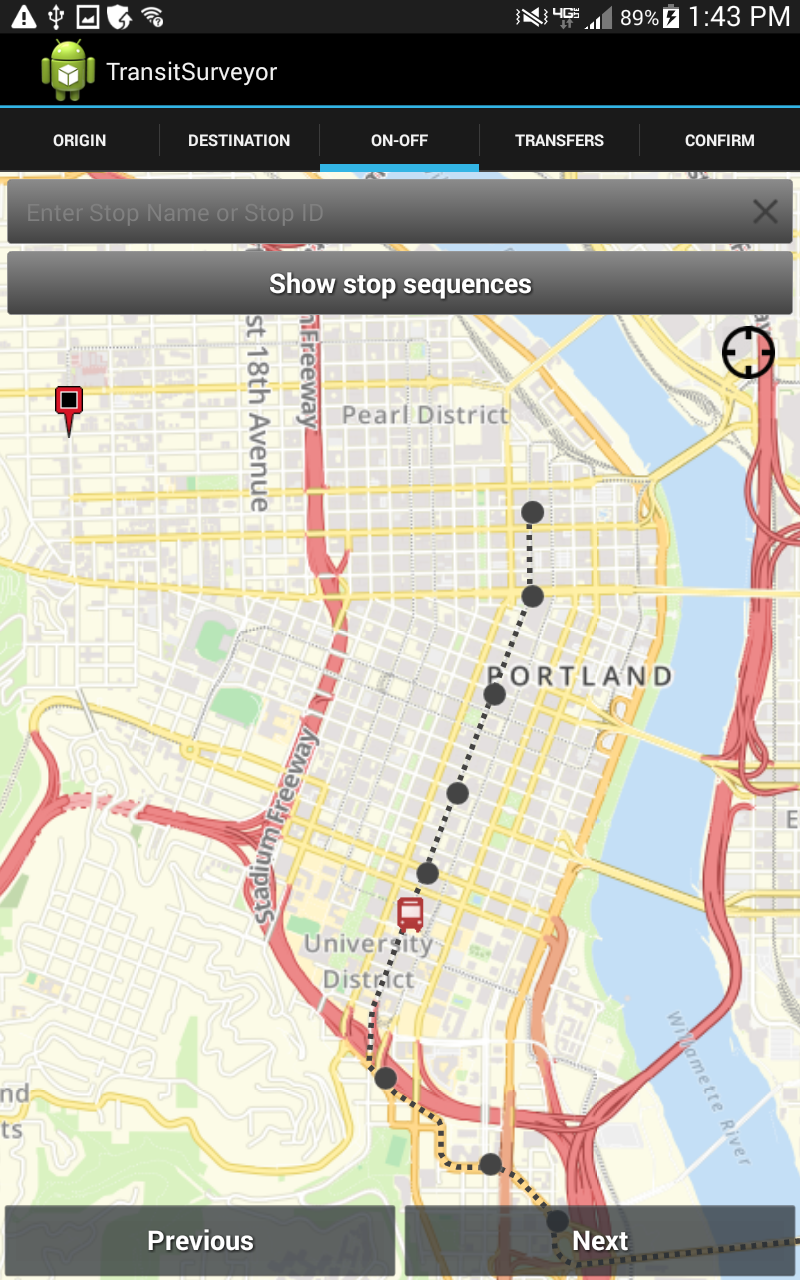 89% 1:43 PM
TransitSurveyor
ORIGIN DESTINATION ON-OFF TRANSFERS CONFIRM
Enter Stop Name or Stop ID
Show stop sequences
st 18th Avenue
Freeway
Pearl District
PORTLAND
Stadium Freeway
E
University
District
Willamette River
nd
ts
Previous Next